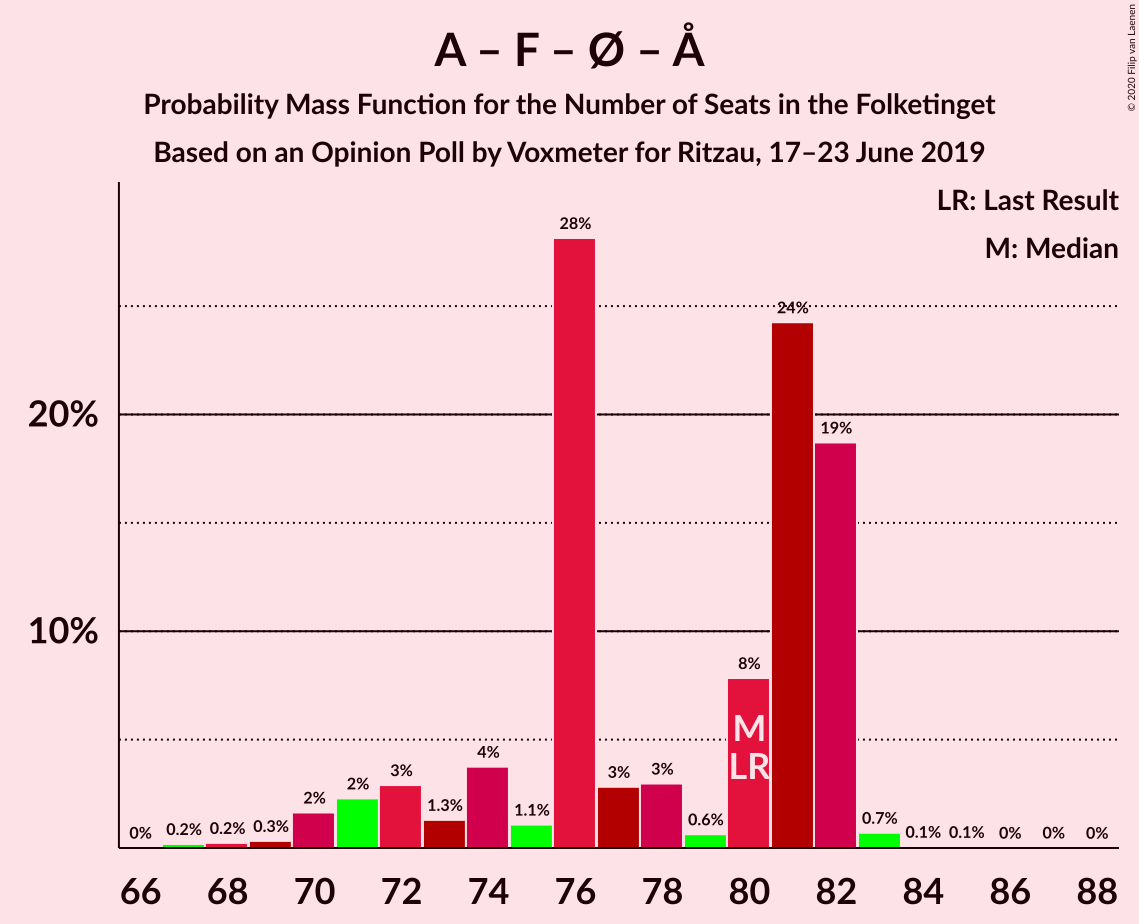 A – F – Ø – Å
Probability Mass Function for the Number of Seats in the Folketinget
Based on an Opinion Poll by Voxmeter for Ritzau, 17–23 June 2019
© 2020 Filip van Laenen
LR: Last Result
M: Median
20%
10%
0%
0.2%
0.2%
0.3%
2%
2%
3%
1.3%
4%
1.1%
28%
3%
3%
0.6%
8%
24%
19%
0.7%
0.1%
0.1%
0%
0%
0%
M
LR
66 68 70 72 74 76 78 80 82 84 86 88